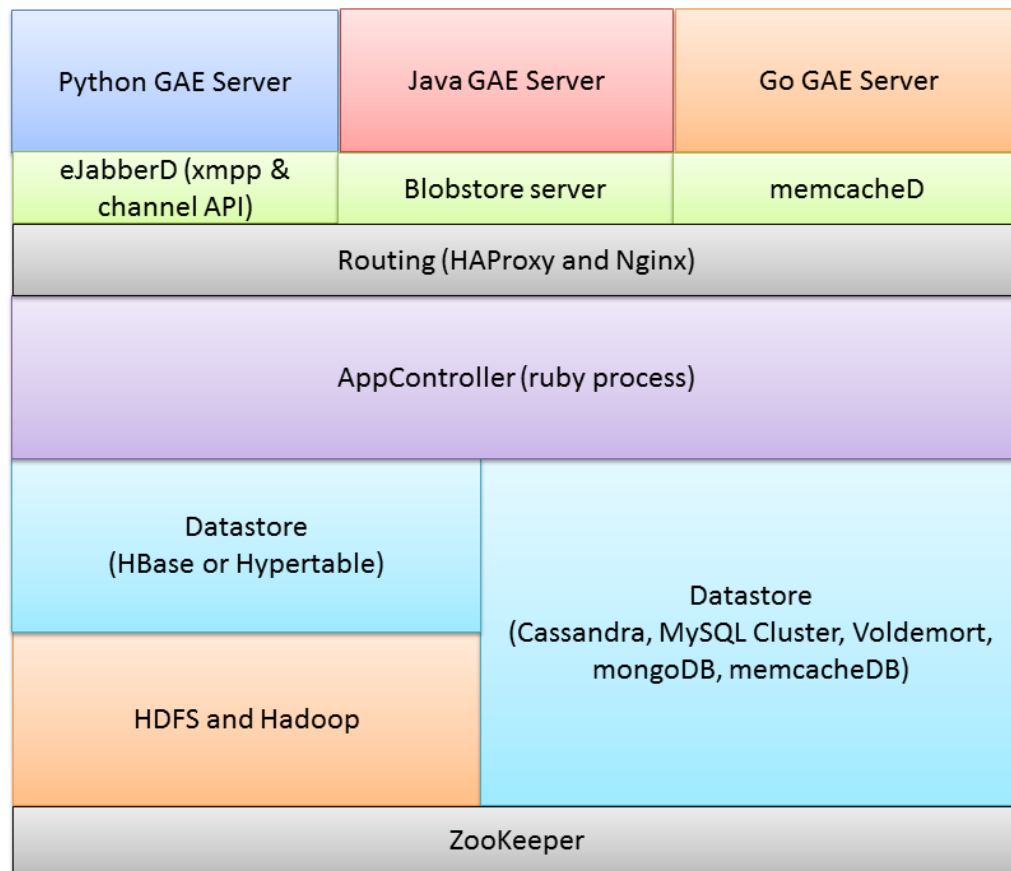 Python GAE Server
Java GAE Server
Go GAE Server
eJabberD (xmpp &
channel API)
Blobstore server
memcacheD
Routing (HAProxy and Nginx)
AppController (ruby process)
Datastore
(HBase or Hypertable)
Datastore
(Cassandra, MySQL Cluster, Voldemort,
mongoDB, memcacheDB)
HDFS and Hadoop
ZooKeeper